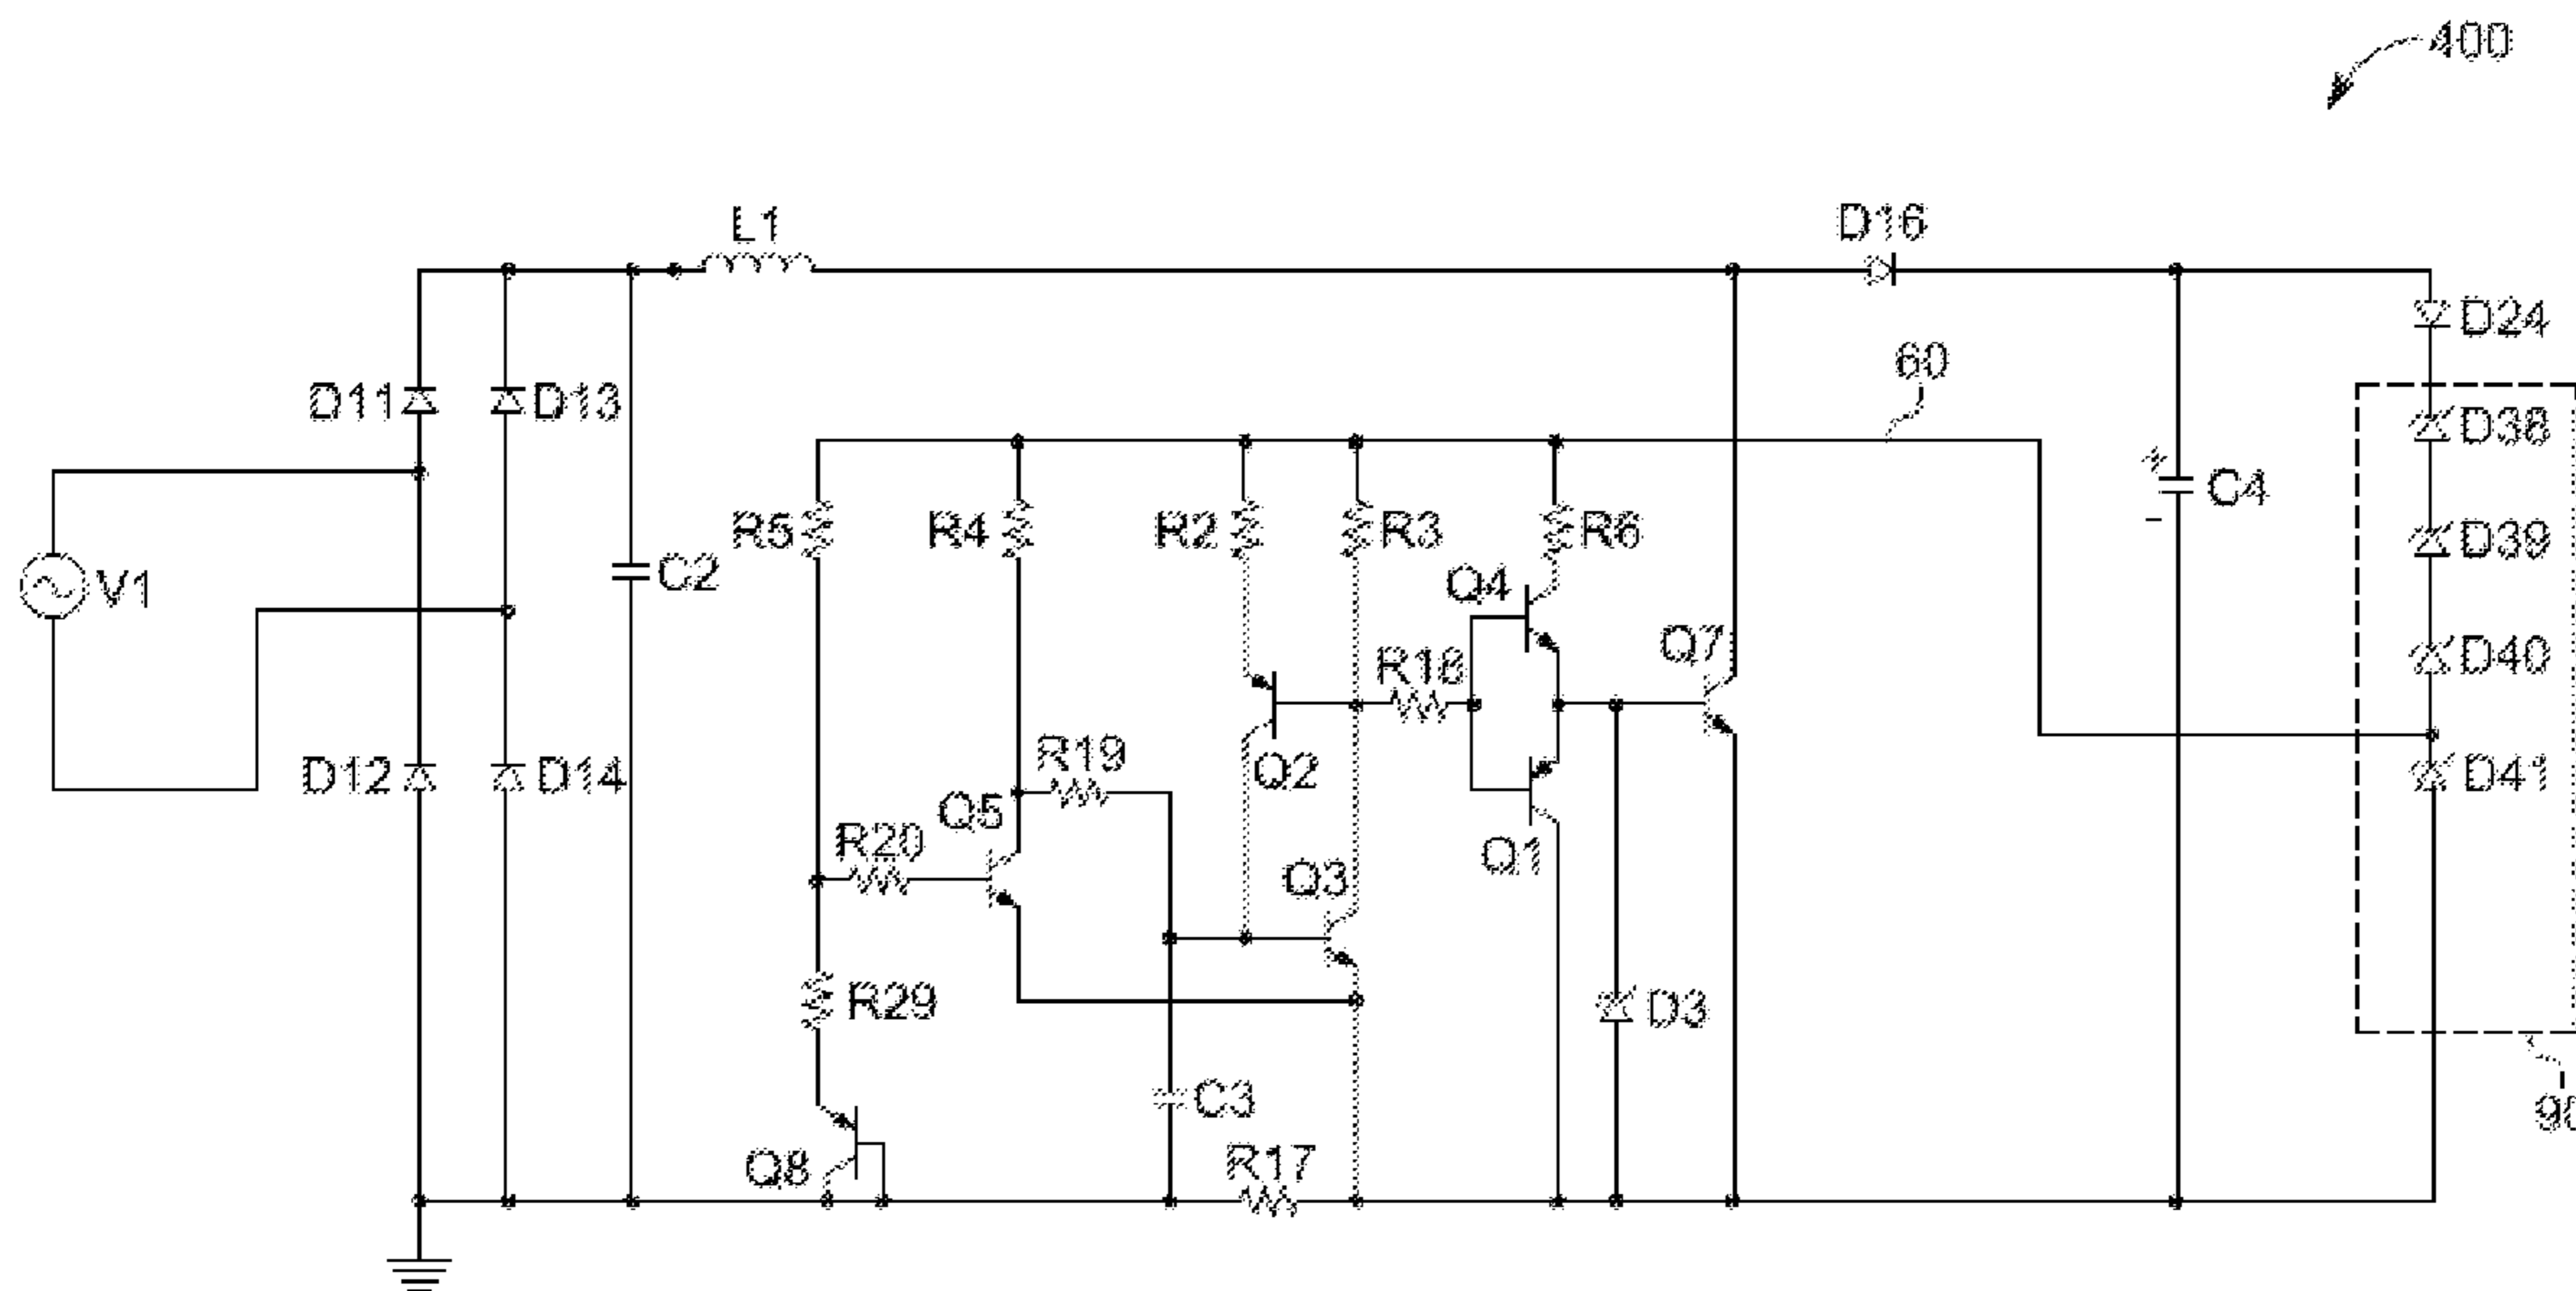 400
L1
D16
D24
60
D11
D13
D38
C4
R5
R4
R2
R3
R6
D39
V1
C2
Q4
Q7
R18
D40
R19
Q2
D12
D14
Q5
D41
R20
Q1
Q3
R29
D3
C3
90
Q8
R17
+
-